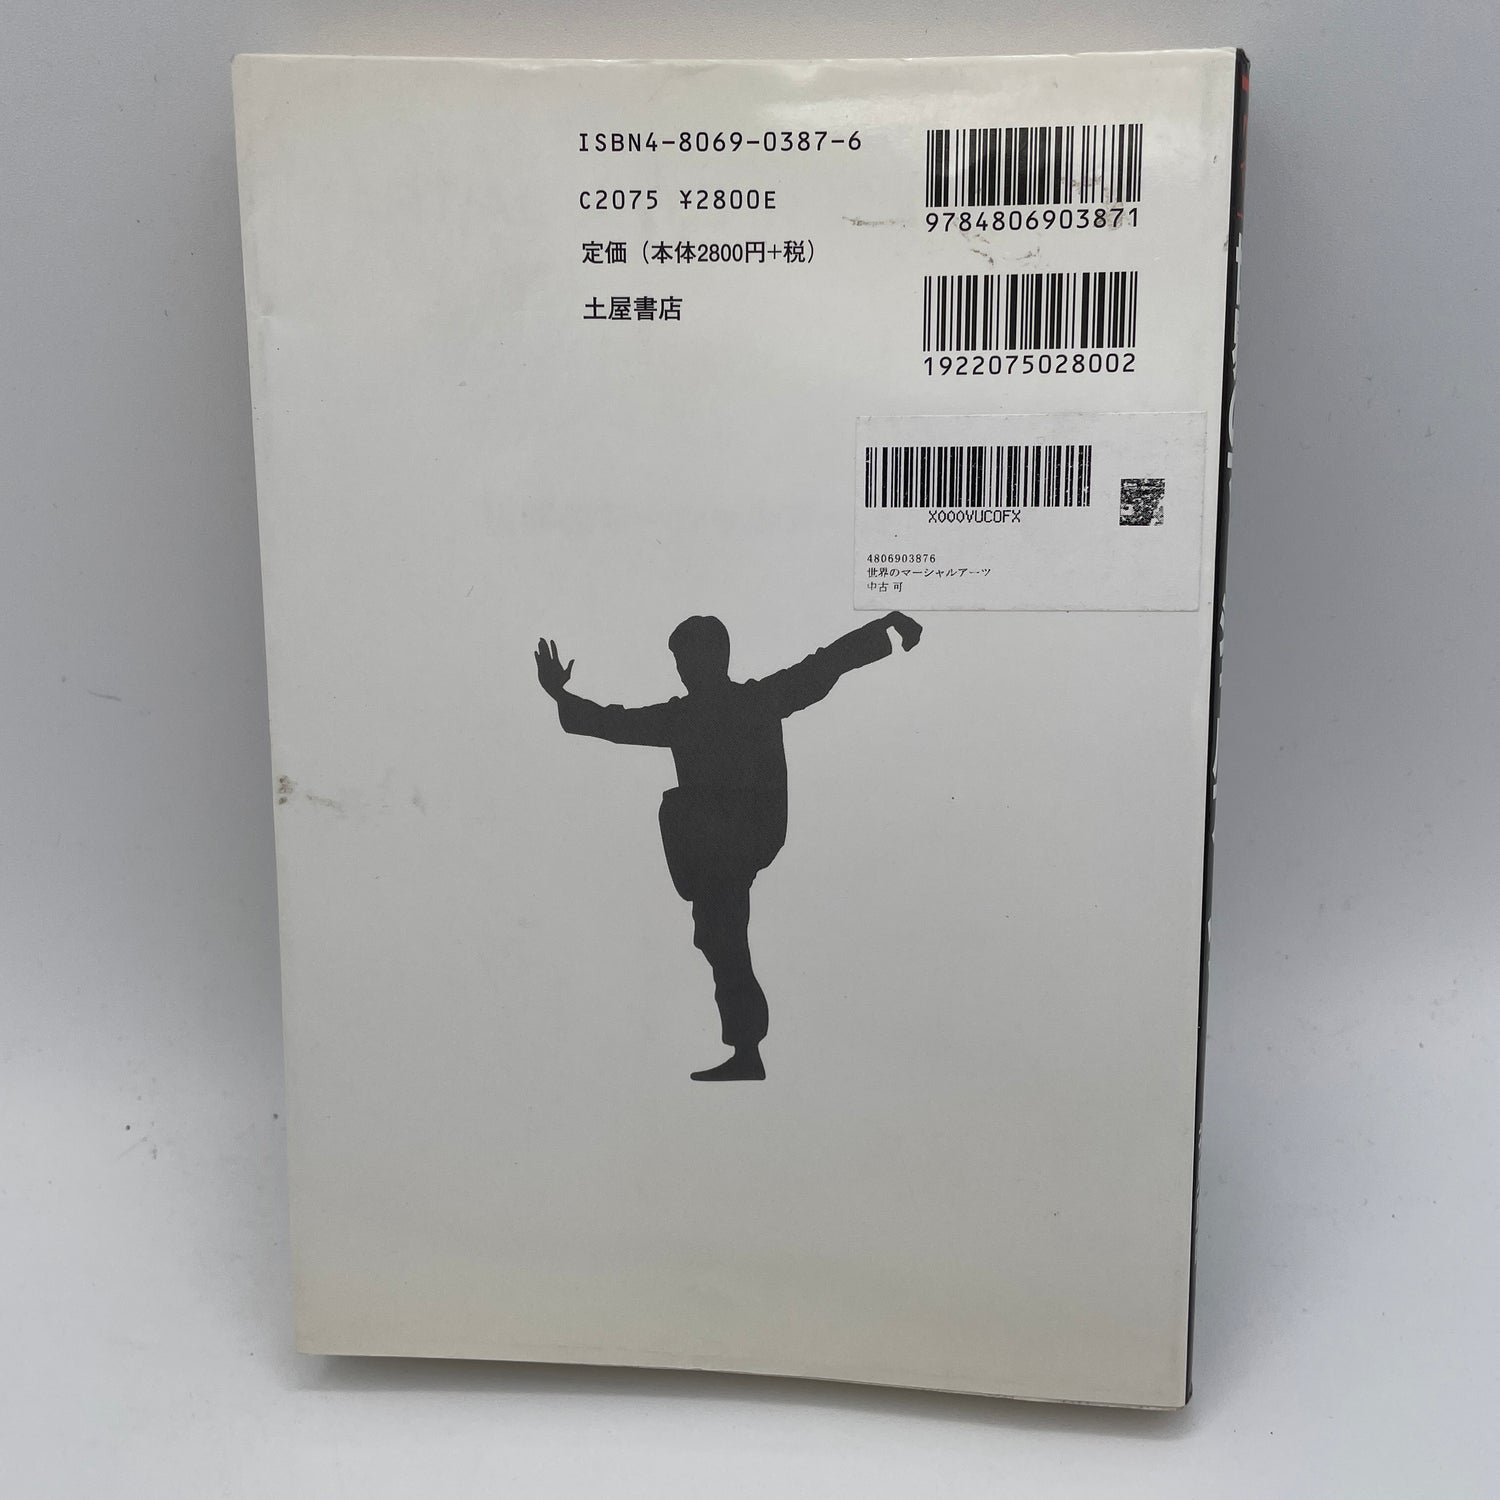 ISBN4-8069-0387-6
C2075 ¥2800E
定価（本体2800円+税）
土屋書店
9784806903871
1922075028002
X000VUCOFX
4806903876
世界のマーシャルアーツ
中古 可